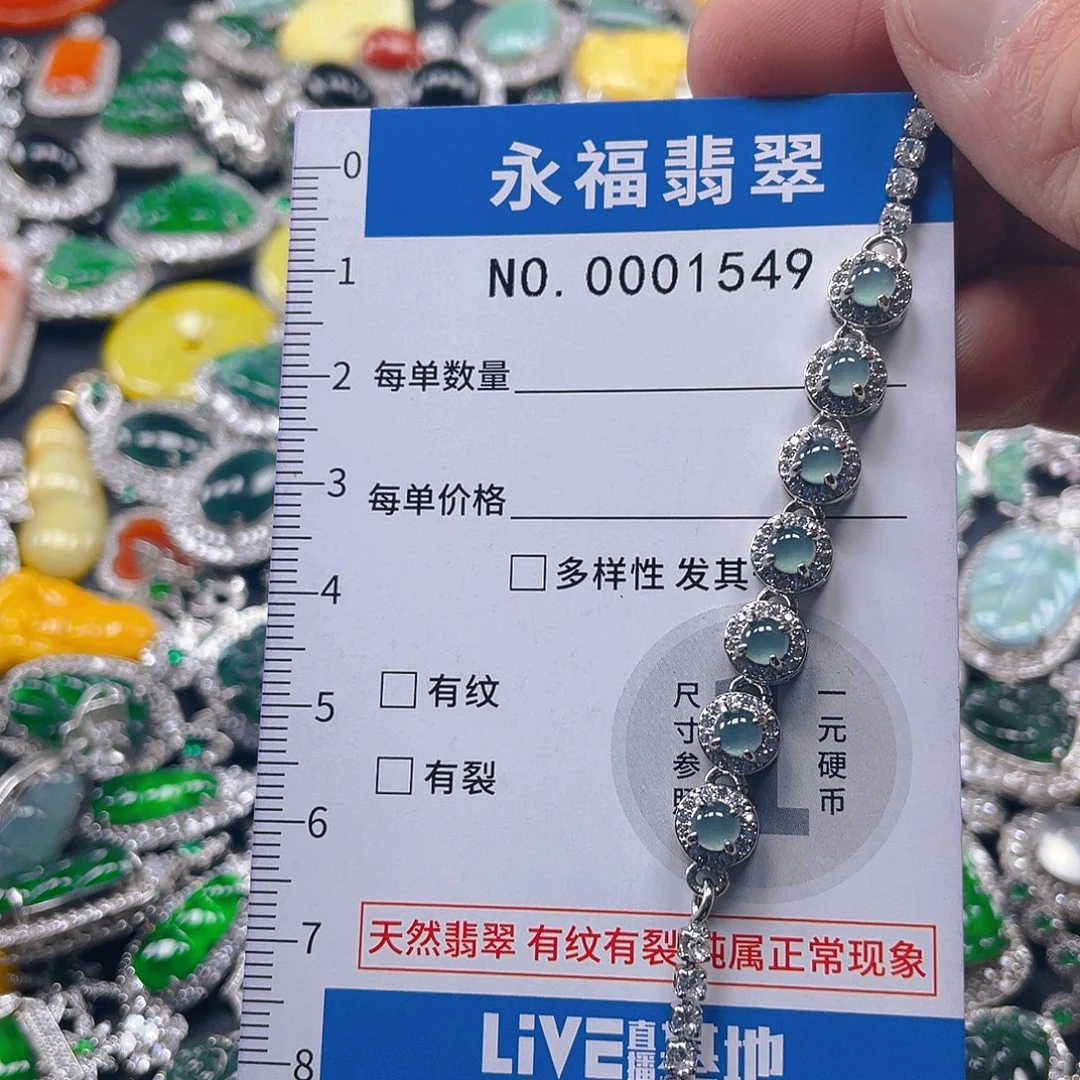 永福翡翠
NO. 0001549
0
1
2
3
4
5
6
7
8
每单数量
每单价格
多样性 发其
有纹
有裂
尺寸参
一元硬币
1
天然翡翠 有纹有裂 纯属正常现象
LiVE直播基地